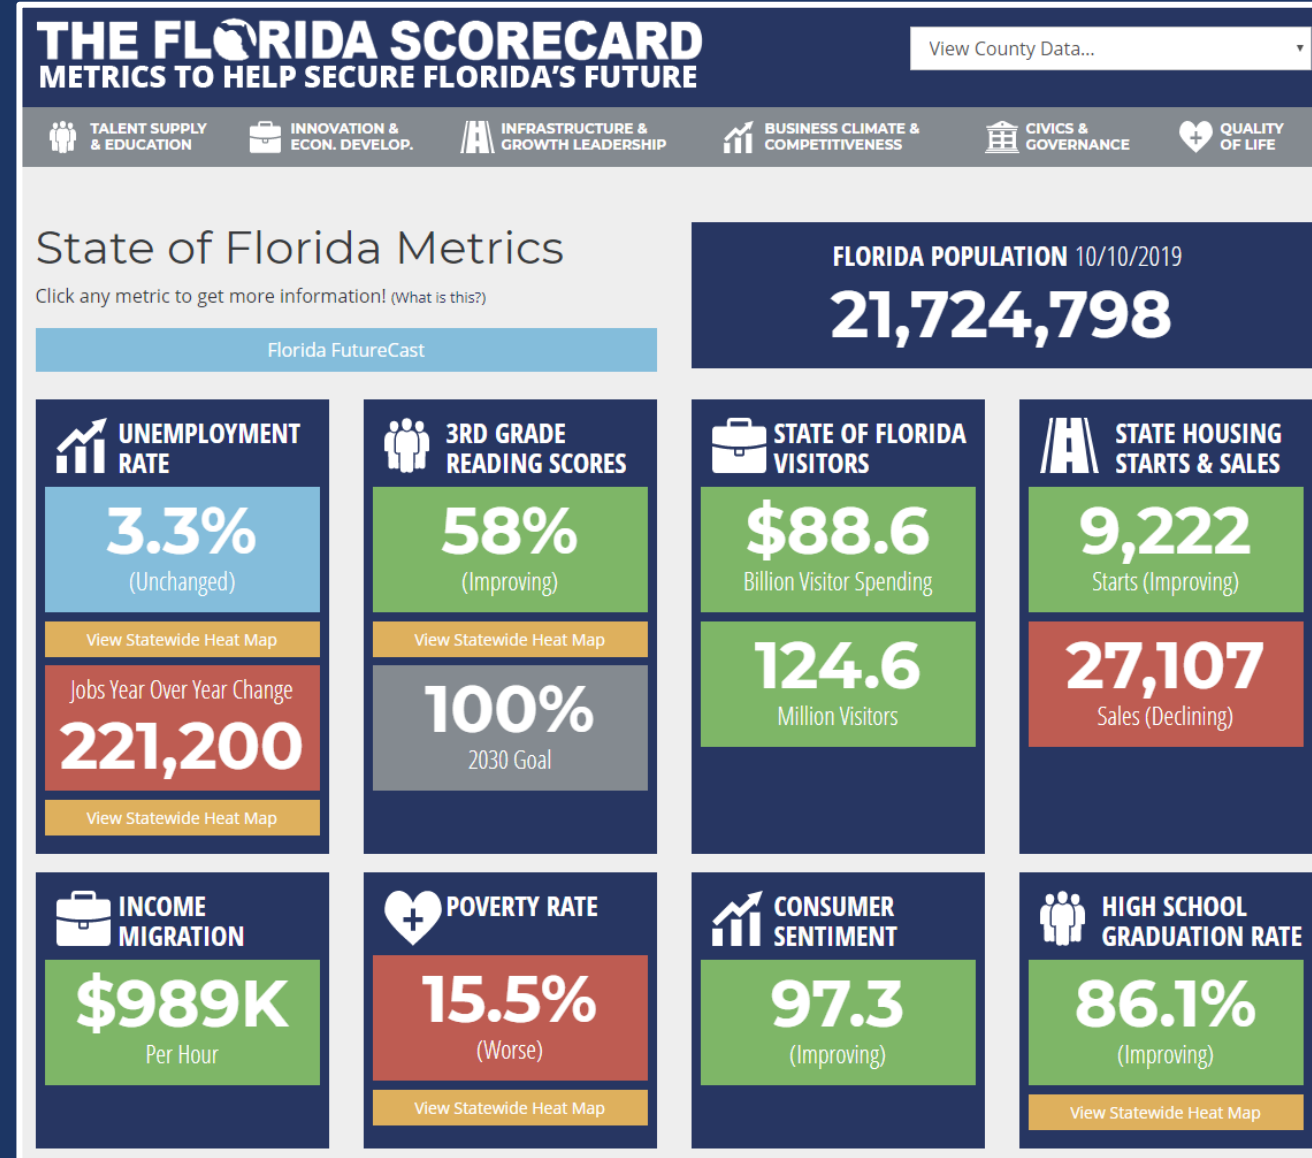 THE FLORIDA SCORECARD
METRICS TO HELP SECURE FLORIDA'S FUTURE
View County Data...
TALENT SUPPLY
& EDUCATION
INNOVATION &
ECON. DEVELOP.
INFRASTRUCTURE &
GROWTH LEADERSHIP
BUSINESS CLIMATE &
COMPETITIVENESS
CIVICS &
GOVERNANCE
QUALITY
OF LIFE
State of Florida Metrics
Click any metric to get more information! (What is this?)
Florida FutureCast
FLORIDA POPULATION 10/10/2019
21,724,798
UNEMPLOYMENT
RATE
3.3%
(Unchanged)
View Statewide Heat Map
Jobs Year Over Year Change
221,200
View Statewide Heat Map
3RD GRADE
READING SCORES
58%
(Improving)
View Statewide Heat Map
100%
2030 Goal
STATE OF FLORIDA
VISITORS
$88.6
Billion Visitor Spending
124.6
Million Visitors
STATE HOUSING
STARTS & SALES
9,222
Starts (Improving)
27,107
Sales (Declining)
INCOME
MIGRATION
$989K
Per Hour
POVERTY RATE
15.5%
(Worse)
View Statewide Heat Map
CONSUMER
SENTIMENT
97.3
(Improving)
HIGH SCHOOL
GRADUATION RATE
86.1%
(Improving)
View Statewide Heat Map